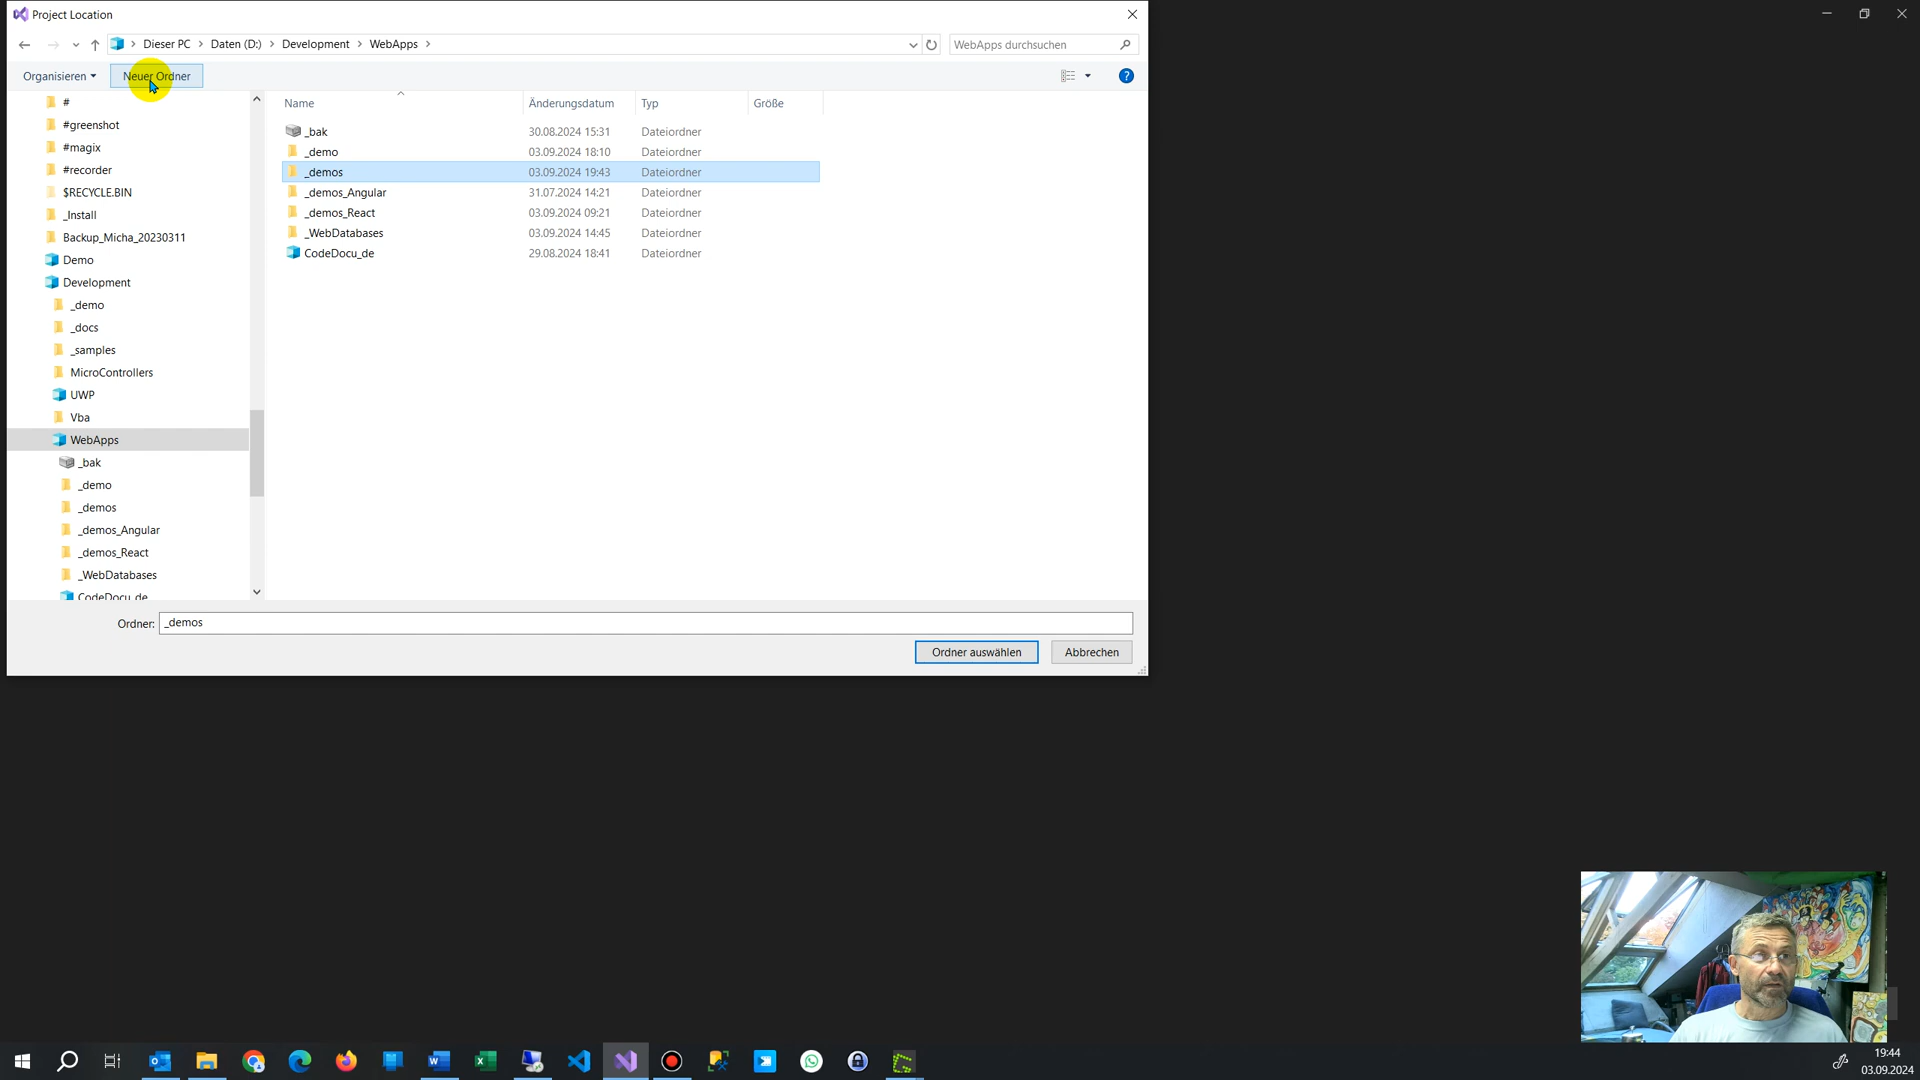 Project Location
Dieser PC > Daten (D:) > Development > WebApps >
WebApps durchsuchen
Organisieren
Neuer Ordner
?
#
#greenshot
#magix
#recorder
$RECYCLE.BIN
_Install
Backup_Micha_20230311
Demo
Development
_demo
_docs
_samples
MicroControllers
UWP
Vba
WebApps
_bak
_demo
_demos
_demos_Angular
_demos_React
_WebDatabases
CodeDocu_de
Name Änderungsdatum Typ Größe
_bak 30.08.2024 15:31 Dateiordner
_demo 03.09.2024 18:10 Dateiordner
_demos 03.09.2024 19:43 Dateiordner
_demos_Angular 31.07.2024 14:21 Dateiordner
_demos_React 03.09.2024 09:21 Dateiordner
_WebDatabases 03.09.2024 14:45 Dateiordner
CodeDocu_de 29.08.2024 18:41 Dateiordner
Ordner: _demos
Ordner auswählen
Abbrechen
19:44
03.09.2024